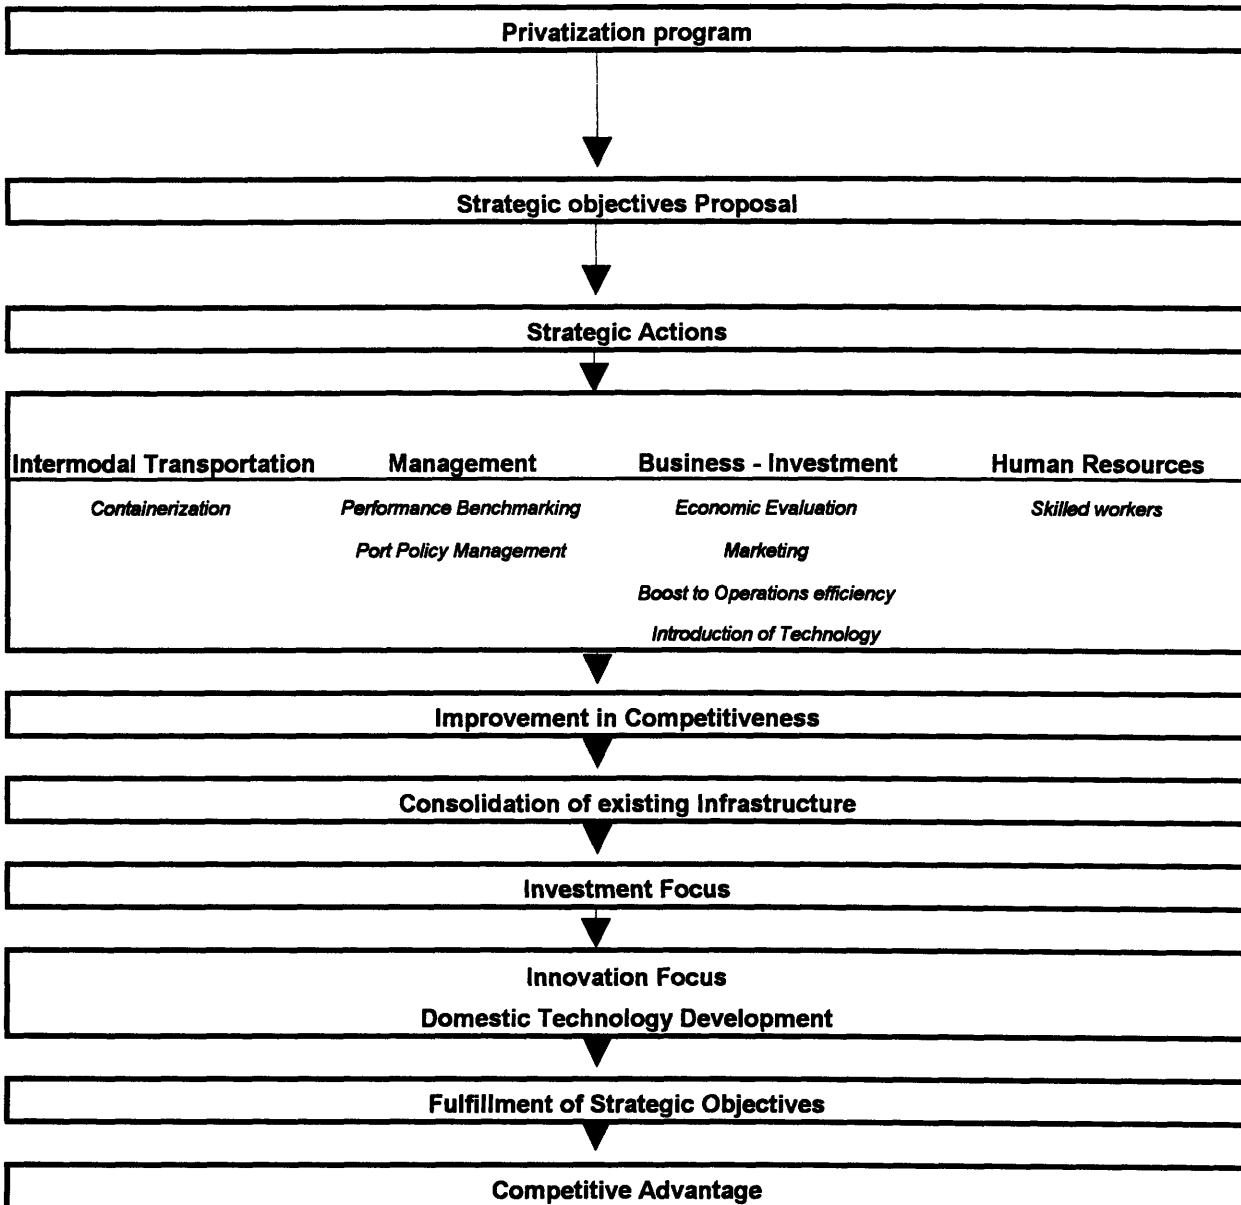 Privatization program
Strategic objectives Proposal
Strategic Actions
Intermodal Transportation Management Business - Investment Human Resources
Containerization Performance Benchmarking Economic Evaluation Skilled workers
Port Policy Management Marketing
Boost to Operations efficiency
Introduction of Technology
Improvement in Competitiveness
Consolidation of existing Infrastructure
Investment Focus
Innovation Focus
Domestic Technology Development
Fulfillment of Strategic Objectives
Competitive Advantage